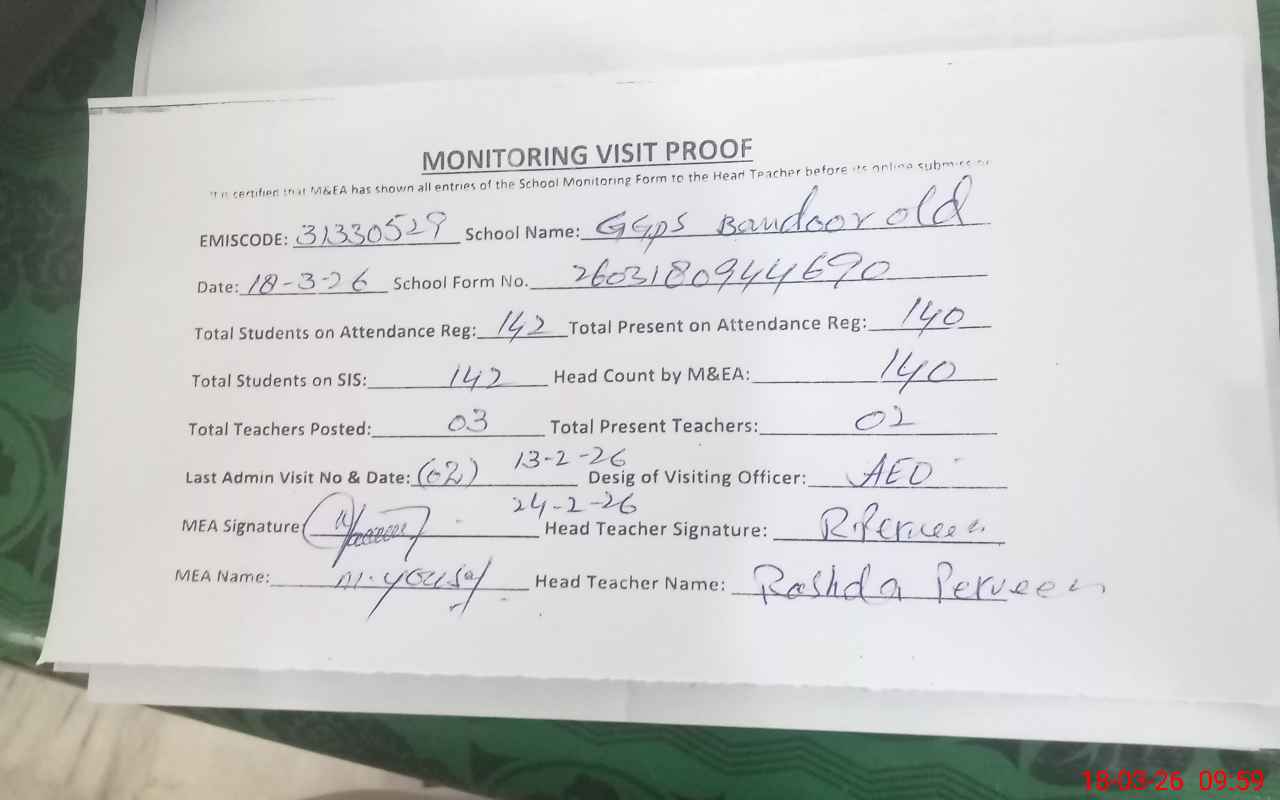 MONITORING VISIT PROOF
It is certified that M&EA has shown all entries of the School Monitoring Form to the Head Teacher before its online
EMISCODE: 31330529 School Name: GGPS Bandoor old
Date: 18-3-26 School Form No. 2603180944690
Total Students on Attendance Reg: 142 Total Present on Attendance Reg: 140
Total Students on SIS: 142 Head Count by M&EA: 140
Total Teachers Posted: 03 Total Present Teachers: 02
Last Admin Visit No & Date: (02) 13-2-26 Desig of Visiting Officer: AEO
24-2-26
MEA Signature Head Teacher Signature: R.Perveen
MEA Name: M.Yousaf Head Teacher Name: Rashda Perveen
18-03-26 09:59